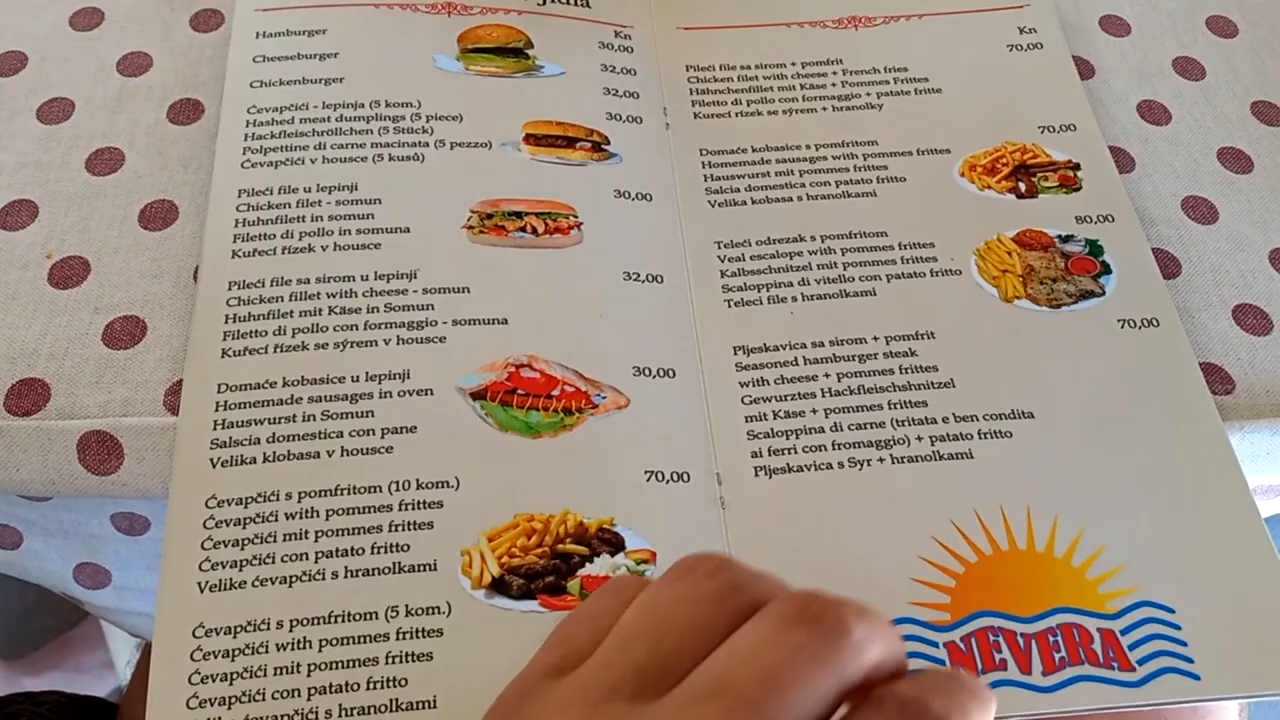 jidla
Kn
Hamburger 30,00
Cheeseburger 32,00
Chickenburger 32,00
Ćevapčići - lepinja (5 kom.) 30,00
Hashed meat dumplings (5 piece)
Hackfleischröllchen (5 Stück)
Polpettine di carne macinata (5 pezzo)
Ćevapčići v housce (5 kusů)
Pileći file u lepinji 30,00
Chicken filet - somun
Huhnfilett in somun
Filetto di pollo in somuna
Kuřecí řízek v housce
Pileći file sa sirom u lepinji 32,00
Chicken fillet with cheese - somun
Huhnfilet mit Käse in Somun
Filetto di pollo con formaggio - somuna
Kuřecí řízek se sýrem v housce
Domaće kobasice u lepinji 30,00
Homemade sausages in oven
Hauswurst in Somun
Salscia domestica con pane
Velika klobasa v housce
Ćevapčići s pomfritom (10 kom.) 70,00
Ćevapčići with pommes frittes
Ćevapčići mit pommes frittes
Ćevapčići con patato fritto
Velike ćevapčići s hranolkami
Ćevapčići s pomfritom (5 kom.)
Ćevapčići with pommes frittes
Ćevapčići mit pommes frittes
Ćevapčići con patato fritto
ćevapčići s hranolkami
Kn
Pileći file sa sirom + pomfrit 70,00
Chicken filet with cheese + French fries
Hähnchenfillet mit Käse + Pommes Frittes
Filetto di pollo con formaggio + patate fritte
Kurecí rízek se sýrem + hranolky
Domaće kobasice s pomfritom 70,00
Homemade sausages with pommes frittes
Hauswurst mit pommes frittes
Salcia domestica con patato fritto
Velika kobasa s hranolkami
Teleći odrezak s pomfritom 80,00
Veal escalope with pommes frittes
Kalbsschnitzel mit pommes frittes
Scaloppina di vitello con patato fritto
Teleci file s hranolkami
Pljeskavica sa sirom + pomfrit 70,00
Seasoned hamburger steak
with cheese + pommes frittes
Gewurztes Hackfleischshnitzel
mit Käse + pommes frittes
Scaloppina di carne (tritata e ben condita
ai ferri con fromaggio) + patato fritto
Pljeskavica s Syr + hranolkami
NEVERA